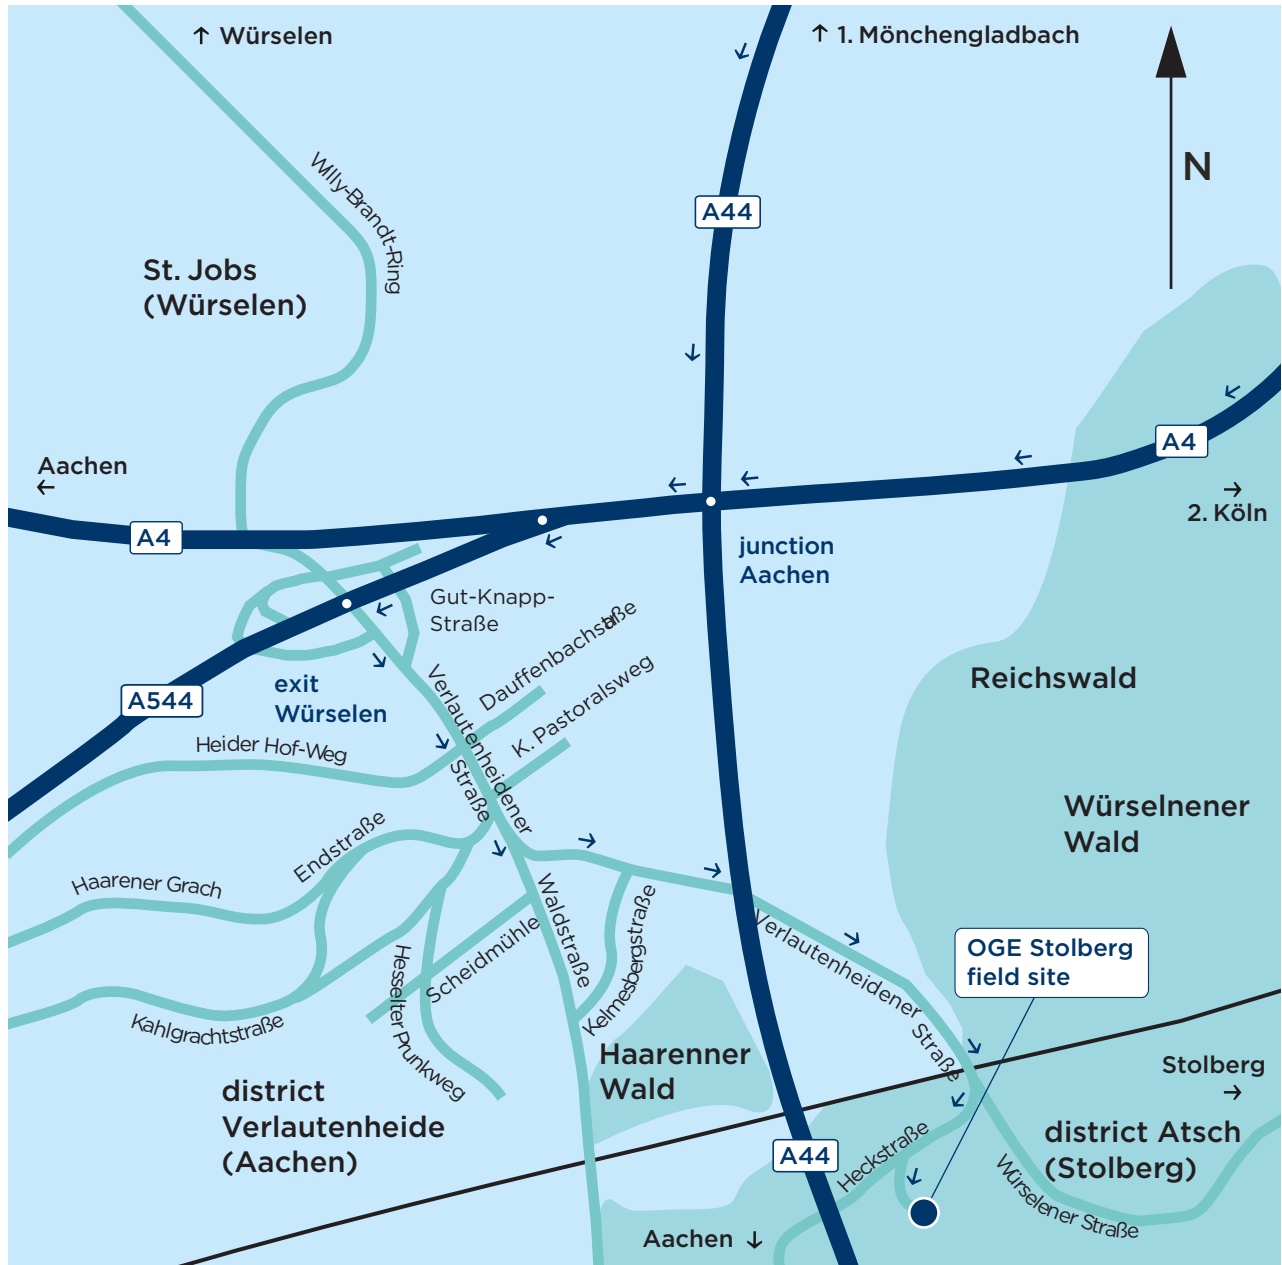 ↑ Würselen
↑ 1. Mönchengladbach
N
Willy-Brandt-Ring
A44
St. Jobs
(Würselen)
A4
Aachen
←
→
2. Köln
A4
junction
Aachen
Gut-Knapp-
Straße
Dauffenbachstraße
K. Pastoralsweg
Reichswald
exit
Würselen
A544
Verlautenheidener
Straße
Heider Hof-Weg
Würselnener
Wald
Endstraße
Haarener Grach
Waldstraße
Kelmesbergstraße
Scheidmühle
Hesselter Prunkweg
Kahlgrachtstraße
Verlautenheidener
Straße
OGE Stolberg
field site
Haarenner
Wald
Stolberg
→
district
Verlautenheide
(Aachen)
district Atsch
(Stolberg)
A44
Heckstraße
Würselener Straße
Aachen ↓